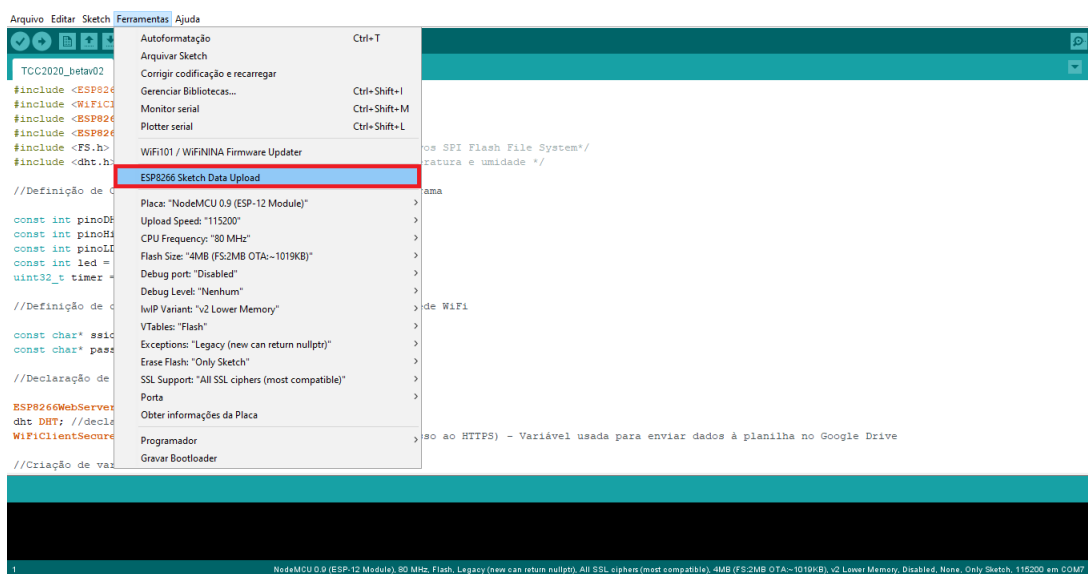 Arquivo Editar Sketch Ferramentas Ajuda
Autoformatação Ctrl+T
Arquivar Sketch
Corrigir codificação e recarregar
Gerenciar Bibliotecas... Ctrl+Shift+I
Monitor serial Ctrl+Shift+M
Plotter serial Ctrl+Shift+L
WiFi101 / WiFiNINA Firmware Updater
ESP8266 Sketch Data Upload
Placa: "NodeMCU 0.9 (ESP-12 Module)"
Upload Speed: "115200"
CPU Frequency: "80 MHz"
Flash Size: "4MB (FS:2MB OTA:~1019KB)"
Debug port: "Disabled"
Debug Level: "Nenhum"
lwIP Variant: "v2 Lower Memory"
VTables: "Flash"
Exceptions: "Legacy (new can return nullptr)"
Erase Flash: "Only Sketch"
SSL Support: "All SSL ciphers (most compatible)"
Porta
Obter informações da Placa
Programador
Gravar Bootloader
TCC2020_betav02
#include <ESP826
#include <WiFiCl
#include <ESP826
#include <ESP826
#include <FS.h> os SPI Flash File System*/
#include <dht.h> ratura e umidade */
//Definição de C ama
const int pinoDH
const int pinoHi
const int pinoLD
const int led =
uint32_t timer =
//Definição de c de WiFi
const char* ssid
const char* pass
//Declaração de
ESP8266WebServer
dht DHT; //decla
WiFiClientSecure so ao HTTPS) - Variável usada para enviar dados à planilha no Google Drive
//Criação de var
1 NodeMCU 0.9 (ESP-12 Module), 80 MHz, Flash, Legacy (new can return nullptr), All SSL ciphers (most compatible), 4MB (FS:2MB OTA:~1019KB), v2 Lower Memory, Disabled, None, Only Sketch, 115200 em COM7